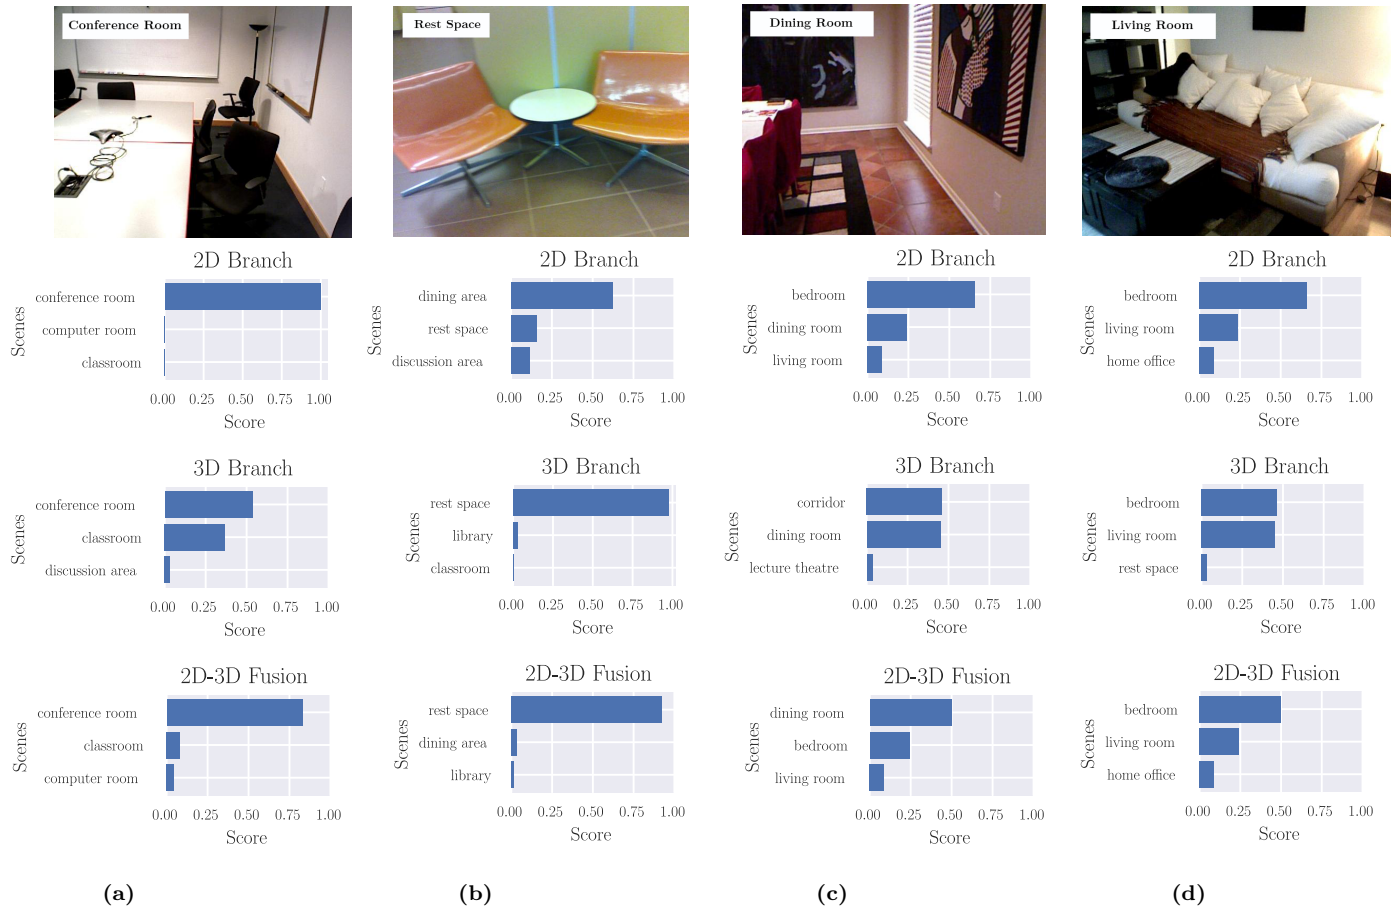 Conference Room
Rest Space
Dining Room
Living Room
2D Branch
Scenes
conference room
computer room
classroom
0.00 0.25 0.50 0.75 1.00
Score
2D Branch
Scenes
dining area
rest space
discussion area
0.00 0.25 0.50 0.75 1.00
Score
2D Branch
Scenes
bedroom
dining room
living room
0.00 0.25 0.50 0.75 1.00
Score
2D Branch
Scenes
bedroom
living room
home office
0.00 0.25 0.50 0.75 1.00
Score
3D Branch
Scenes
conference room
classroom
discussion area
0.00 0.25 0.50 0.75 1.00
Score
3D Branch
Scenes
rest space
library
classroom
0.00 0.25 0.50 0.75 1.00
Score
3D Branch
Scenes
corridor
dining room
lecture theatre
0.00 0.25 0.50 0.75 1.00
Score
3D Branch
Scenes
bedroom
living room
rest space
0.00 0.25 0.50 0.75 1.00
Score
2D-3D Fusion
Scenes
conference room
classroom
computer room
0.00 0.25 0.50 0.75 1.00
Score
2D-3D Fusion
Scenes
rest space
dining area
library
0.00 0.25 0.50 0.75 1.00
Score
2D-3D Fusion
Scenes
dining room
bedroom
living room
0.00 0.25 0.50 0.75 1.00
Score
2D-3D Fusion
Scenes
bedroom
living room
home office
0.00 0.25 0.50 0.75 1.00
Score
(a)
(b)
(c)
(d)